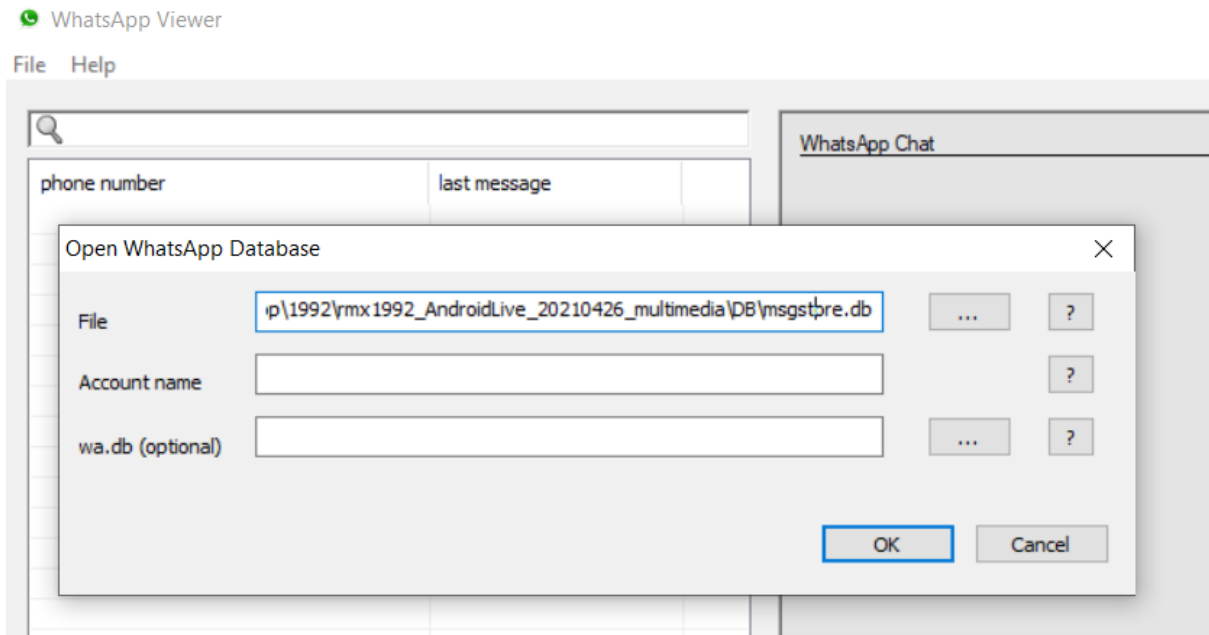 WhatsApp Viewer
File Help
WhatsApp Chat
phone number last message
Open WhatsApp Database
File p\1992\rmx1992_AndroidLive_20210426_multimedia\DB\msgstore.db ... ?
Account name ?
wa.db (optional) ... ?
OK Cancel